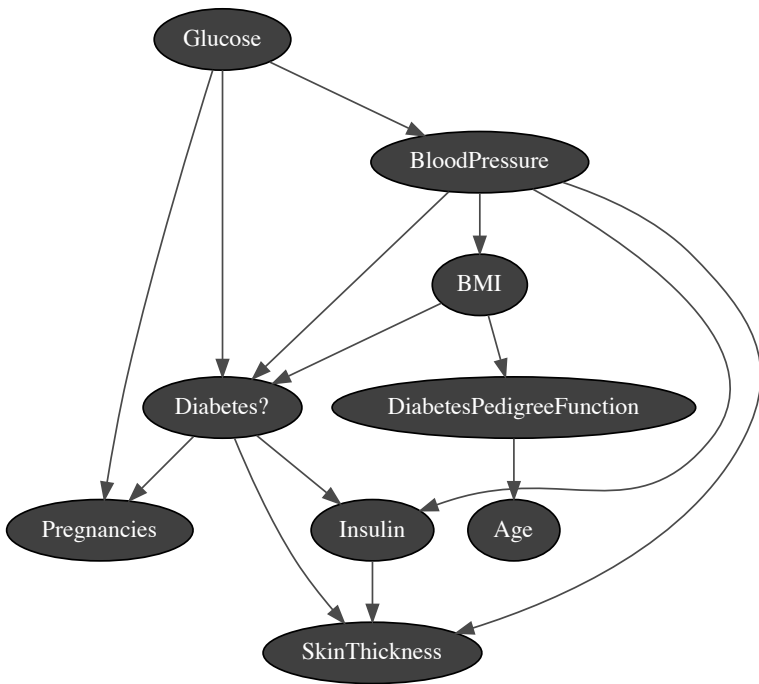 Glucose
BloodPressure
BMI
Diabetes?
DiabetesPedigreeFunction
Pregnancies
Insulin
Age
SkinThickness